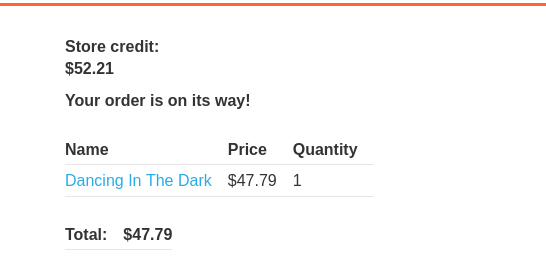 Store credit:
$52.21
Your order is on its way!
Name Price Quantity
Dancing In The Dark $47.79 1
Total: $47.79